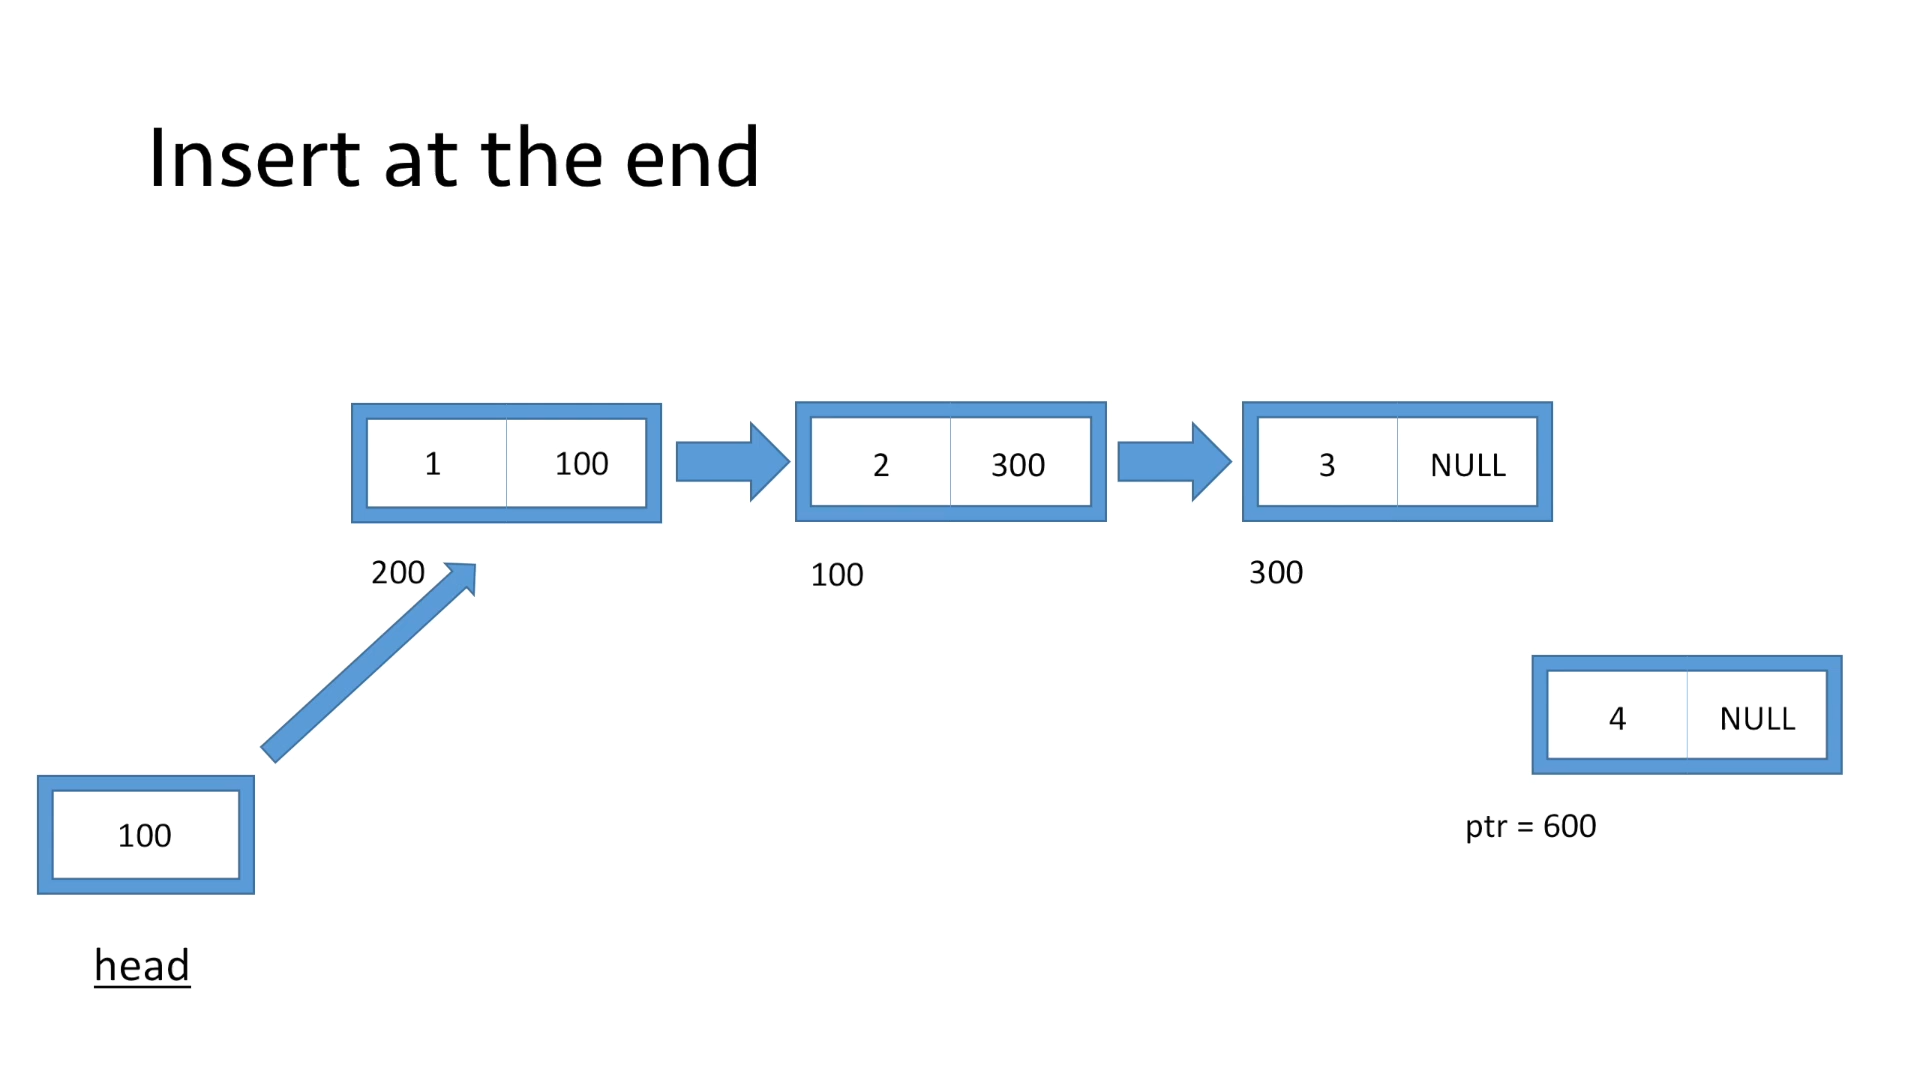 Insert at the end
1 100 2 300 3 NULL
200 100 300
4 NULL
ptr = 600
100
head